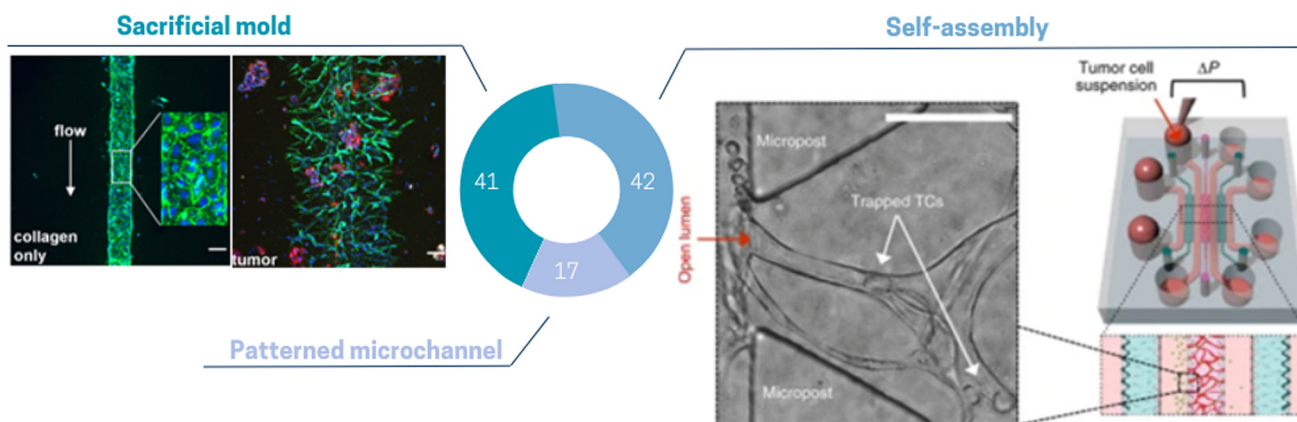 Sacrificial mold
Self-assembly
flow
collagen
only
tumor
41
42
17
Patterned microchannel
Micropost
Trapped TCs
Open lumen
Micropost
Tumor cell
suspension
ΔP